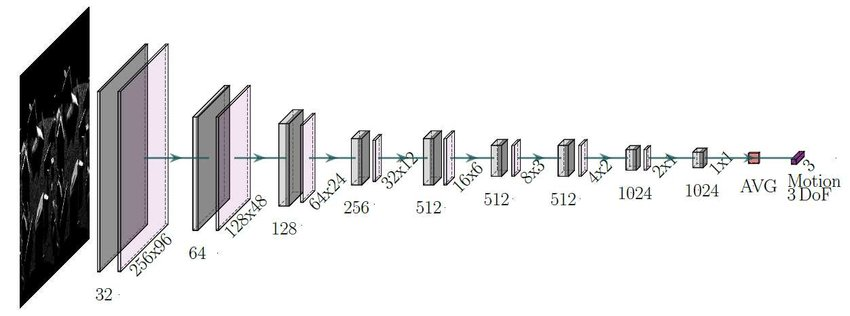 32
256x96
64
128x48
128
64x24
256
32x12
512
16x6
512
8x3
512
4x2
1024
2x1
1024
1x1
AVG
3
Motion
3 DoF